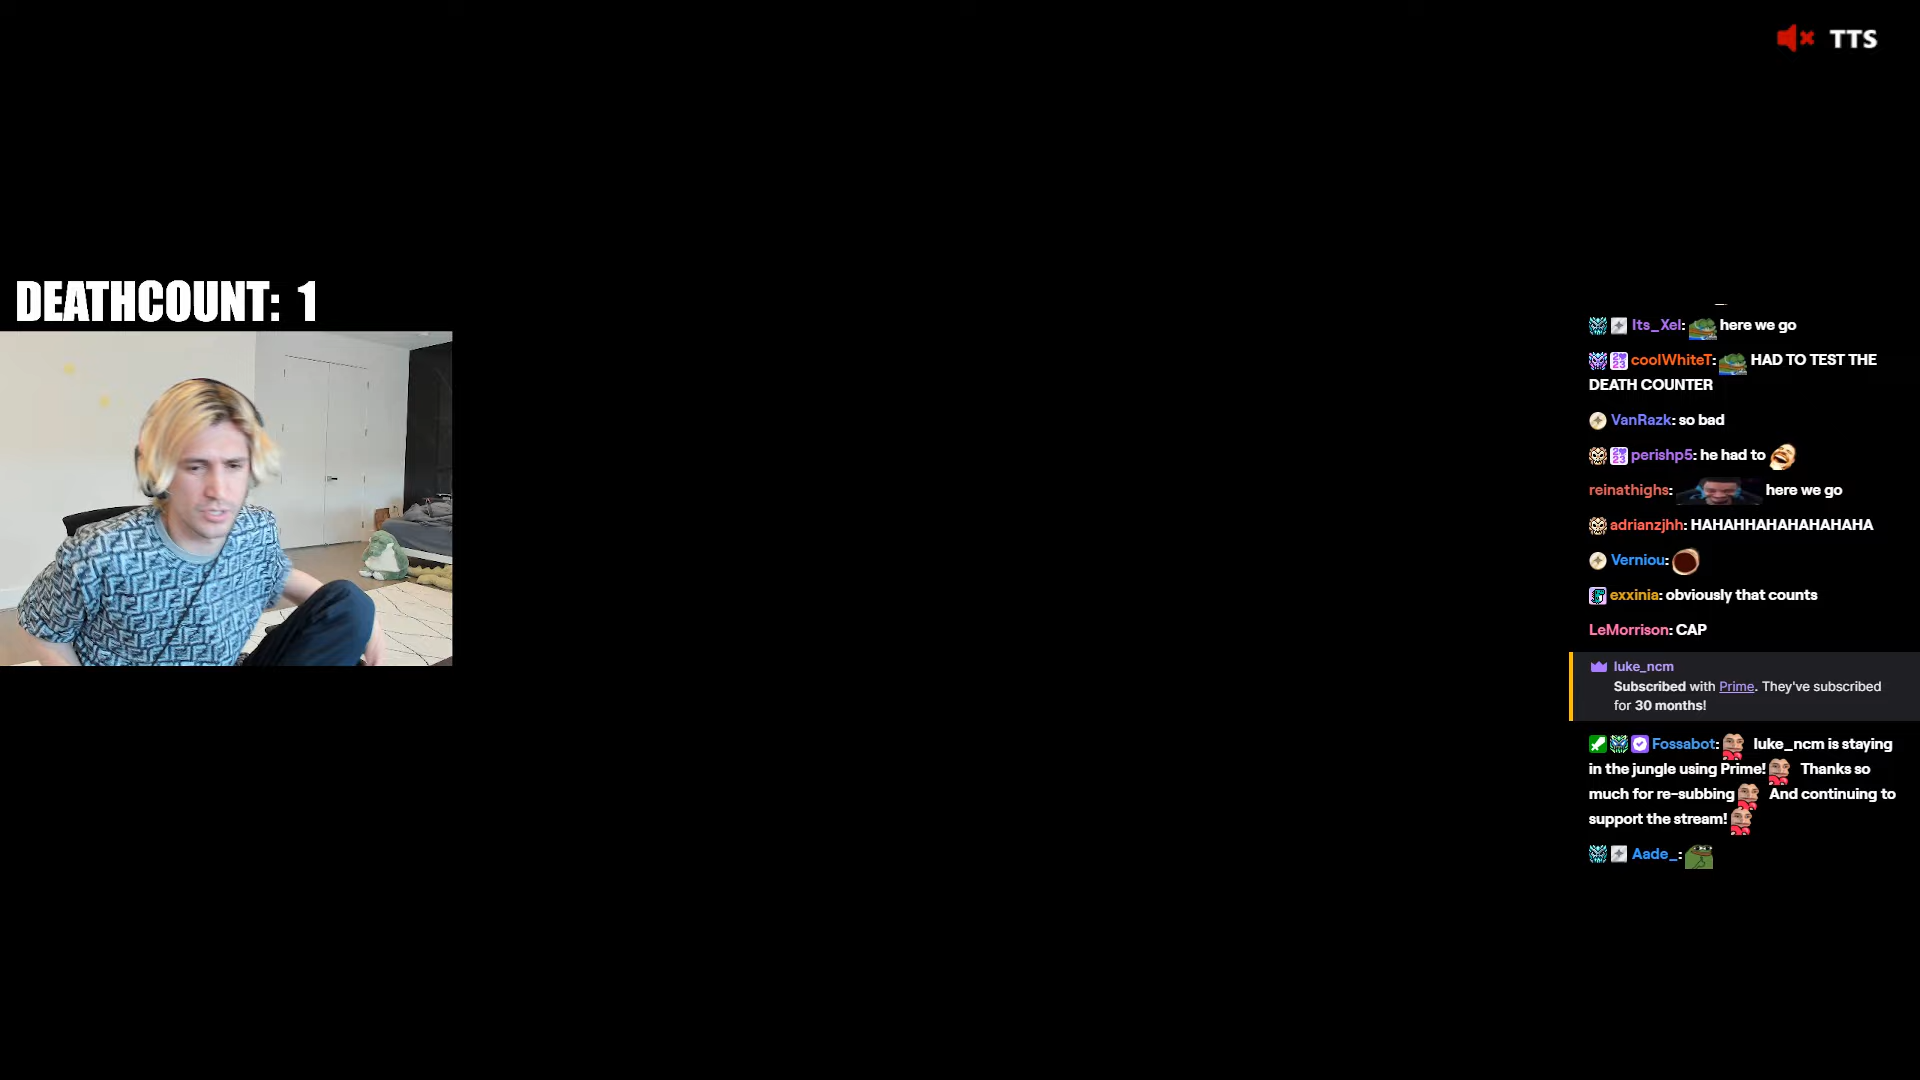 TTS
DEATHCOUNT: 1
Its_Xel: here we go
coolWhiteT: HAD TO TEST THE
DEATH COUNTER
VanRazk: so bad
perishp5: he had to
reinathighs: here we go
adrianzjhh: HAHAHHAHAHAHAHAHA
Verniou:
exxinia: obviously that counts
LeMorrison: CAP
luke_ncm
Subscribed with Prime. They've subscribed
for 30 months!
Fossabot: luke_ncm is staying
in the jungle using Prime! Thanks so
much for re-subbing And continuing to
support the stream!
Aade_: